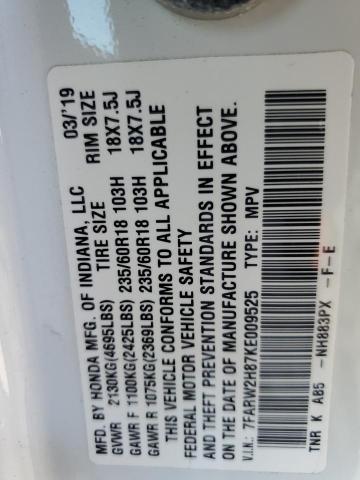 MFD. BY HONDA MFG. OF INDIANA, LLC 03/'19
TIRE SIZE RIM SIZE
GVWR 2130KG(4695LBS)
GAWR F 1100KG(2425LBS) 235/60R18 103H 18X7.5J
GAWR R 1075KG(2369LBS) 235/60R18 103H 18X7.5J
THIS VEHICLE CONFORMS TO ALL APPLICABLE
FEDERAL MOTOR VEHICLE SAFETY
AND THEFT PREVENTION STANDARDS IN EFFECT
ON THE DATE OF MANUFACTURE SHOWN ABOVE.
V.I.N.: 7FARW2H87KE009525 TYPE: MPV
TNR K A85 -NH883PX -F-E